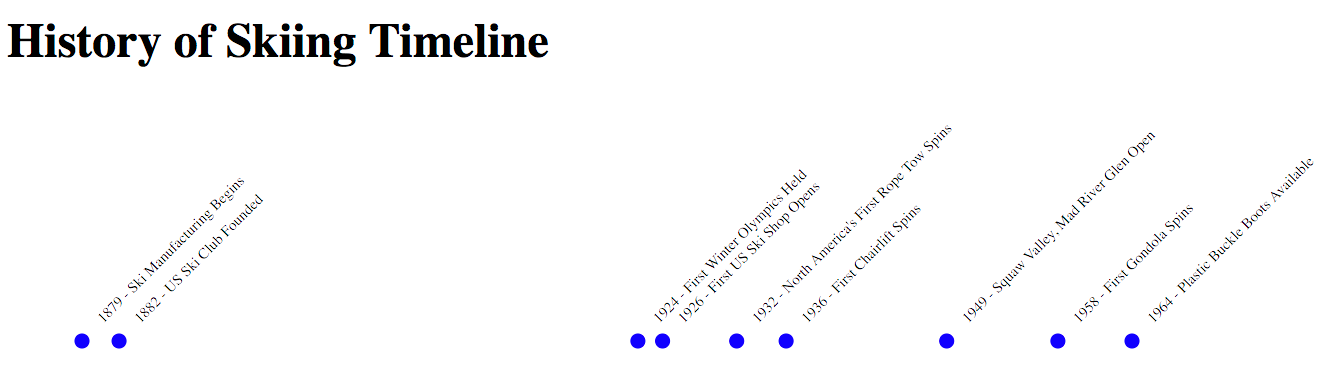 History of Skiing Timeline
1879 - Ski Manufacturing Begins
1882 - US Ski Club Founded
1924 - First Winter Olympics Held
1926 - First US Ski Shop Opens
1932 - North America's First Rope Tow Spins
1936 - First Chairlift Spins
1949 - Squaw Valley, Mad River Glen Open
1958 - First Gondola Spins
1964 - Plastic Buckle Boots Available